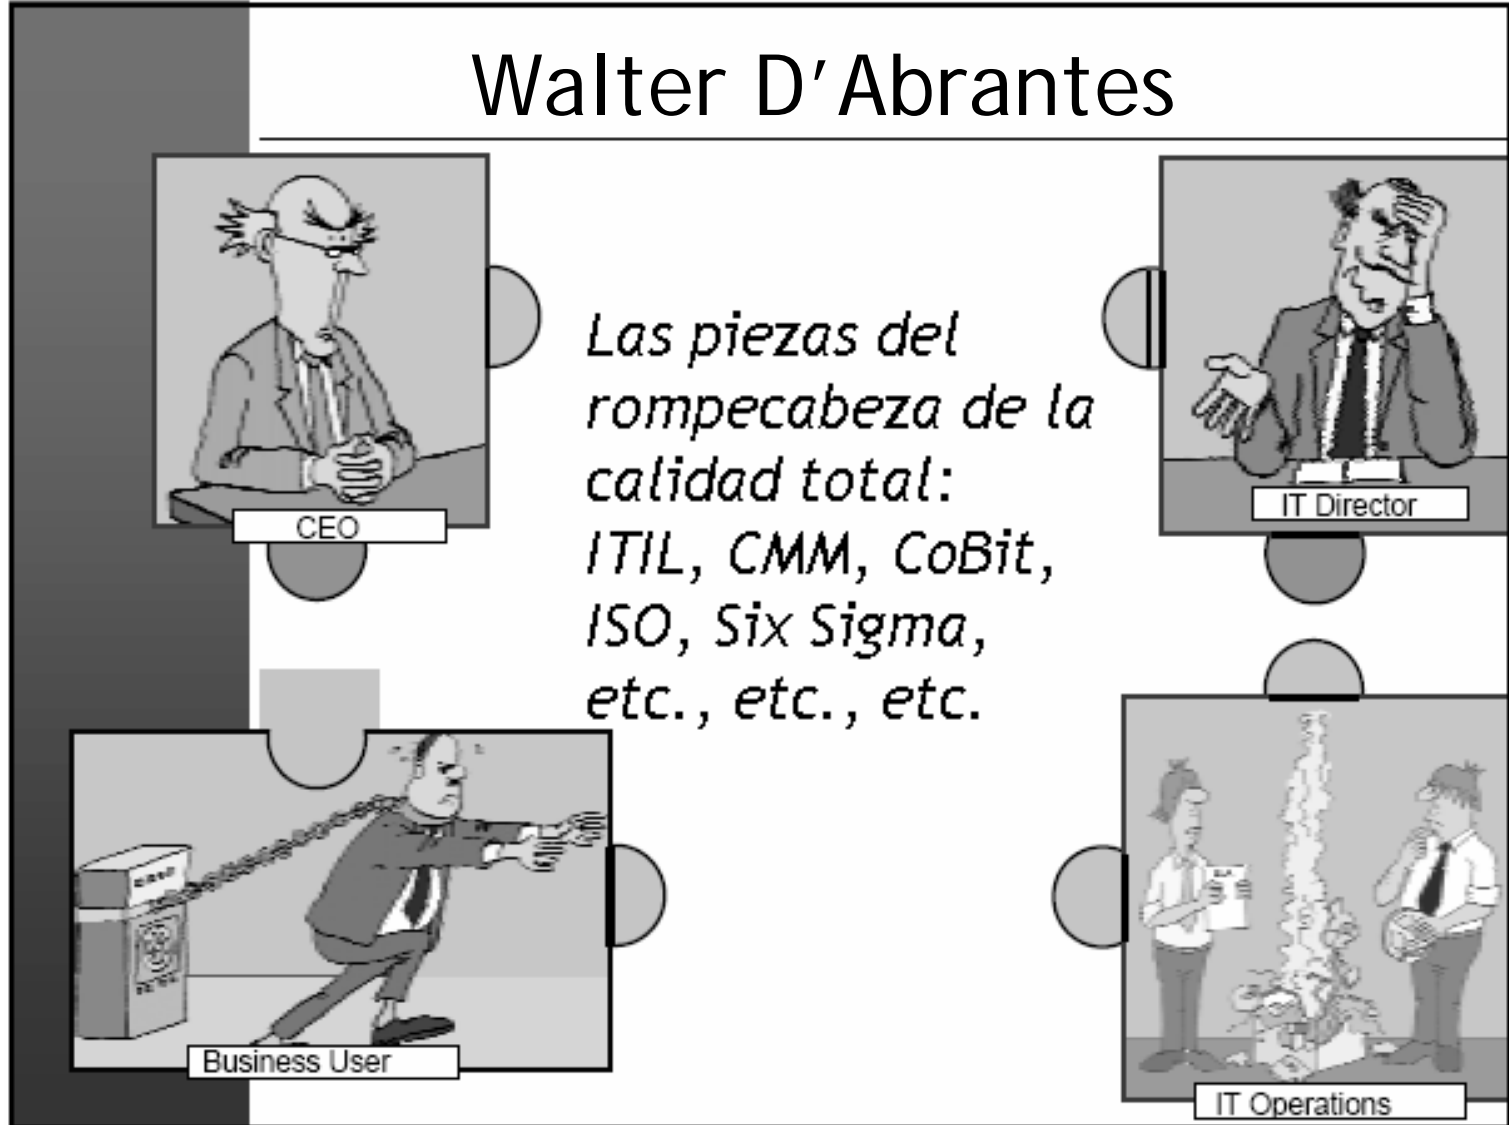 Walter D’Abrantes
Las piezas del
rompecabeza de la
calidad total:
ITIL, CMM, CoBit,
ISO, Six Sigma,
etc., etc., etc.
CEO
IT Director
Business User
IT Operations